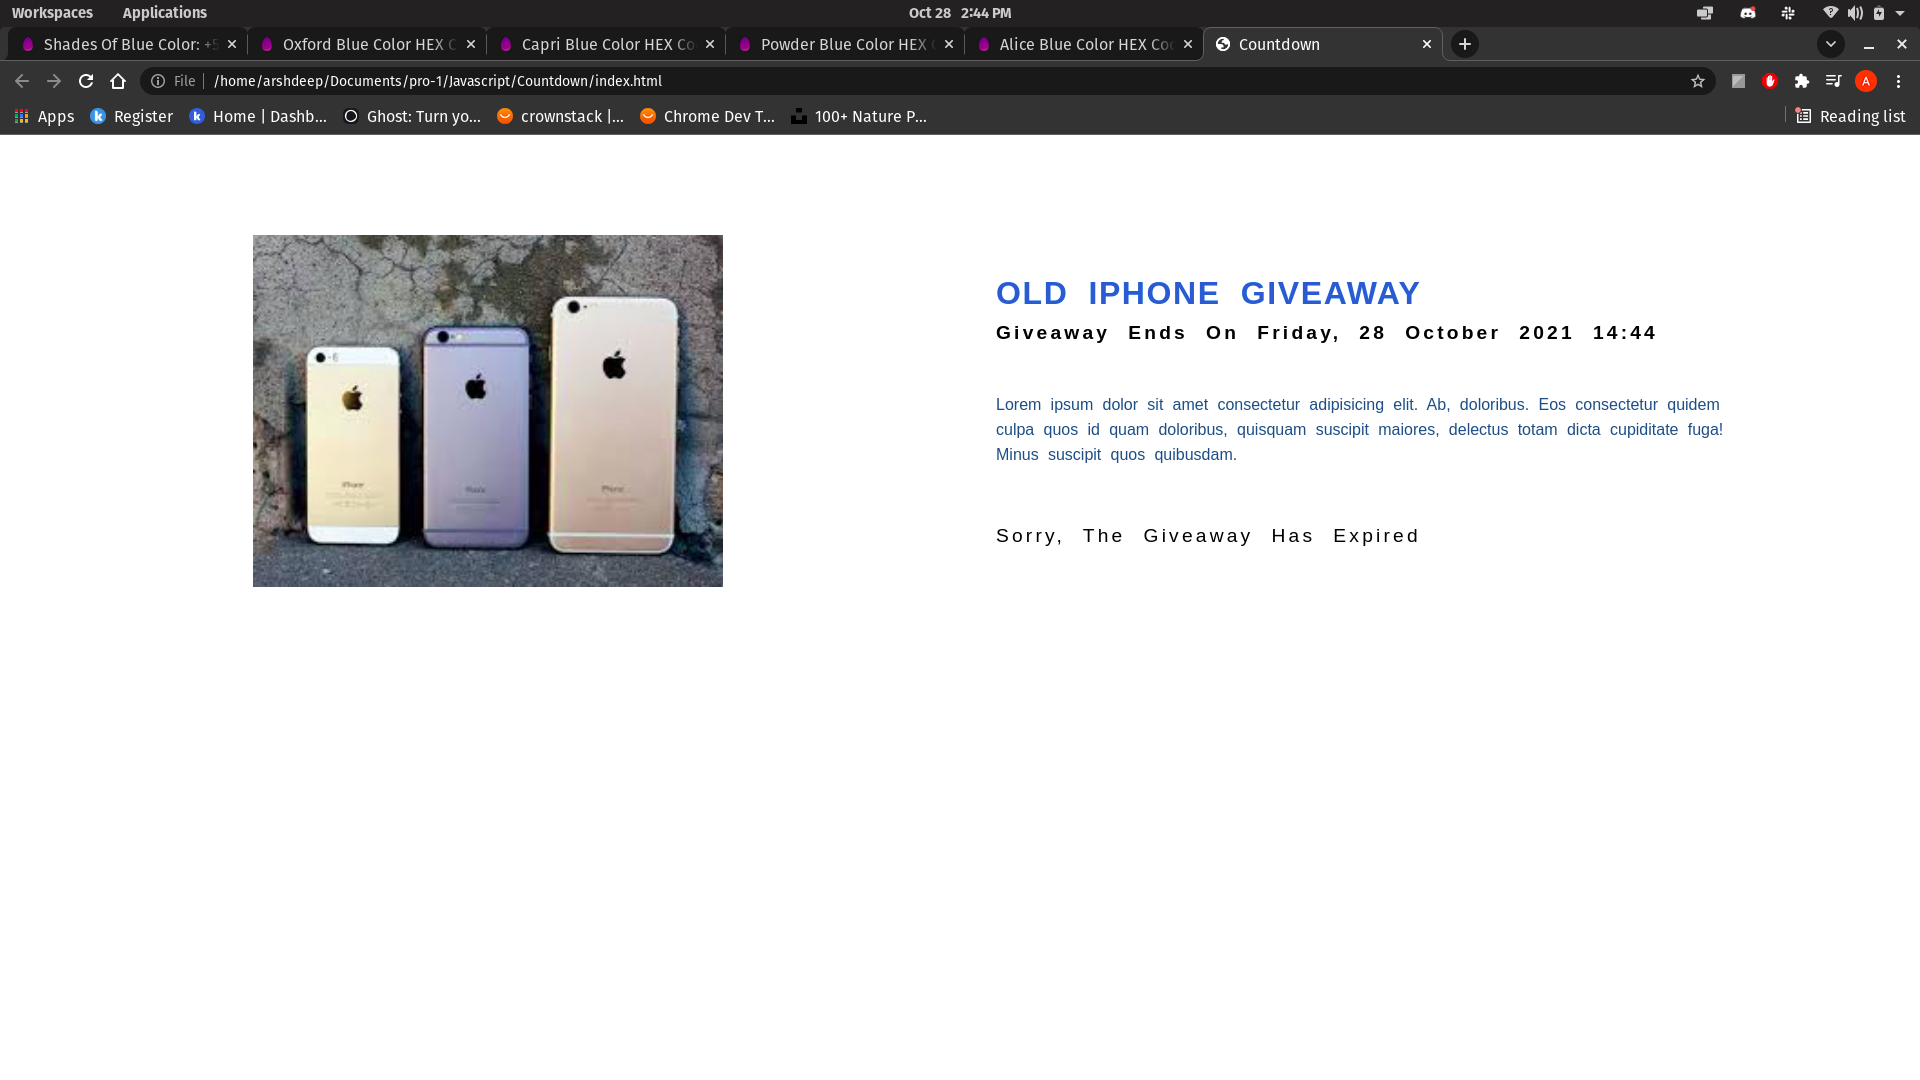 Workspaces Applications Oct 28 2:44 PM
Shades Of Blue Color: +5 Oxford Blue Color HEX C Capri Blue Color HEX Co Powder Blue Color HEX Alice Blue Color HEX Coc Countdown
File /home/arshdeep/Documents/pro-1/Javascript/Countdown/index.html A
Apps Register Home | Dashb... Ghost: Turn yo... crownstack |... Chrome Dev T... 100+ Nature P... Reading list
OLD IPHONE GIVEAWAY
Giveaway Ends On Friday, 28 October 2021 14:44
Lorem ipsum dolor sit amet consectetur adipisicing elit. Ab, doloribus. Eos consectetur quidem
culpa quos id quam doloribus, quisquam suscipit maiores, delectus totam dicta cupiditate fuga!
Minus suscipit quos quibusdam.
Sorry, The Giveaway Has Expired
iPhone
iPhone
iPhone